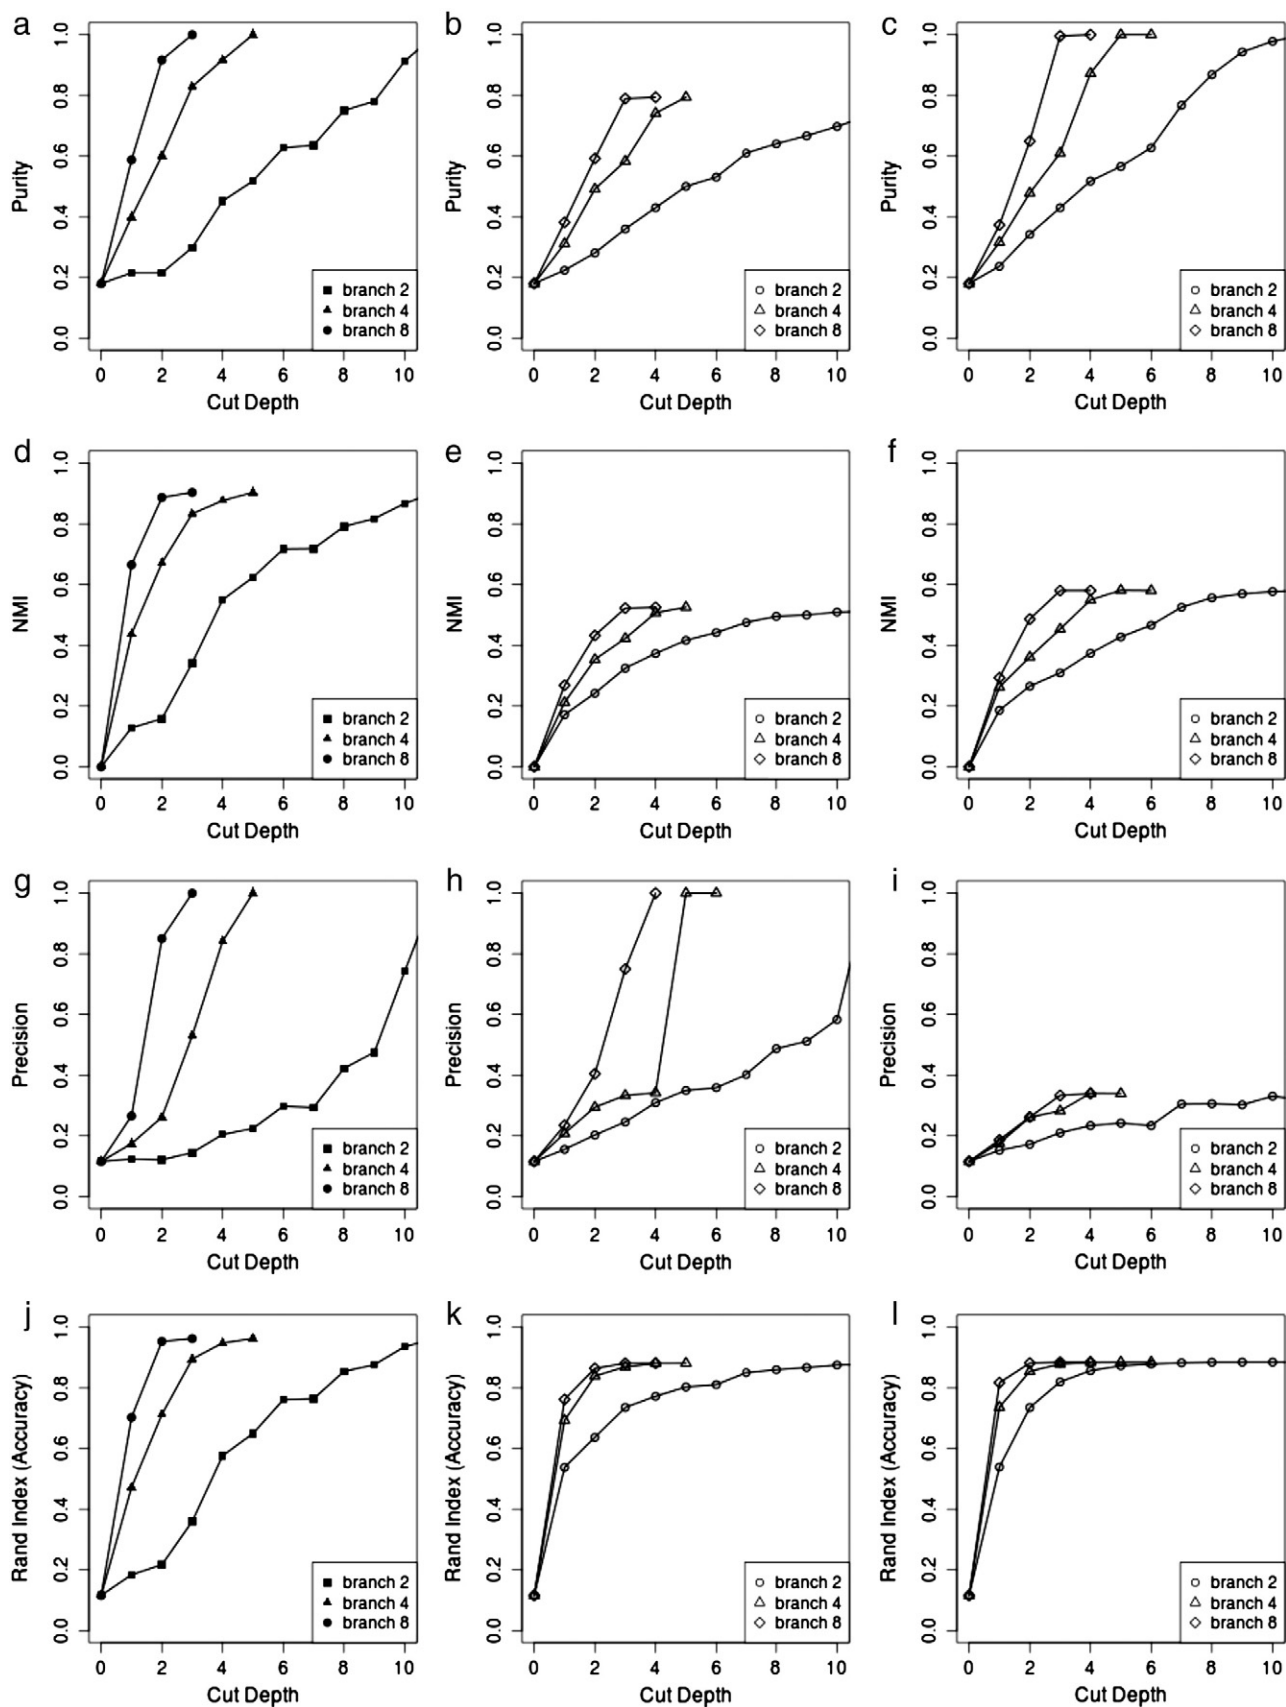 a
Purity
0.0 0.2 0.4 0.6 0.8 1.0
branch 2
branch 4
branch 8
0 2 4 6 8 10
Cut Depth
b
Purity
0.0 0.2 0.4 0.6 0.8 1.0
branch 2
branch 4
branch 8
0 2 4 6 8 10
Cut Depth
c
Purity
0.0 0.2 0.4 0.6 0.8 1.0
branch 2
branch 4
branch 8
0 2 4 6 8 10
Cut Depth
d
NMI
0.0 0.2 0.4 0.6 0.8 1.0
branch 2
branch 4
branch 8
0 2 4 6 8 10
Cut Depth
e
NMI
0.0 0.2 0.4 0.6 0.8 1.0
branch 2
branch 4
branch 8
0 2 4 6 8 10
Cut Depth
f
NMI
0.0 0.2 0.4 0.6 0.8 1.0
branch 2
branch 4
branch 8
0 2 4 6 8 10
Cut Depth
g
Precision
0.0 0.2 0.4 0.6 0.8 1.0
branch 2
branch 4
branch 8
0 2 4 6 8 10
Cut Depth
h
Precision
0.0 0.2 0.4 0.6 0.8 1.0
branch 2
branch 4
branch 8
0 2 4 6 8 10
Cut Depth
i
Precision
0.0 0.2 0.4 0.6 0.8 1.0
branch 2
branch 4
branch 8
0 2 4 6 8 10
Cut Depth
j
Rand Index (Accuracy)
0.0 0.2 0.4 0.6 0.8 1.0
branch 2
branch 4
branch 8
0 2 4 6 8 10
Cut Depth
k
Rand Index (Accuracy)
0.0 0.2 0.4 0.6 0.8 1.0
branch 2
branch 4
branch 8
0 2 4 6 8 10
Cut Depth
l
Rand Index (Accuracy)
0.0 0.2 0.4 0.6 0.8 1.0
branch 2
branch 4
branch 8
0 2 4 6 8 10
Cut Depth